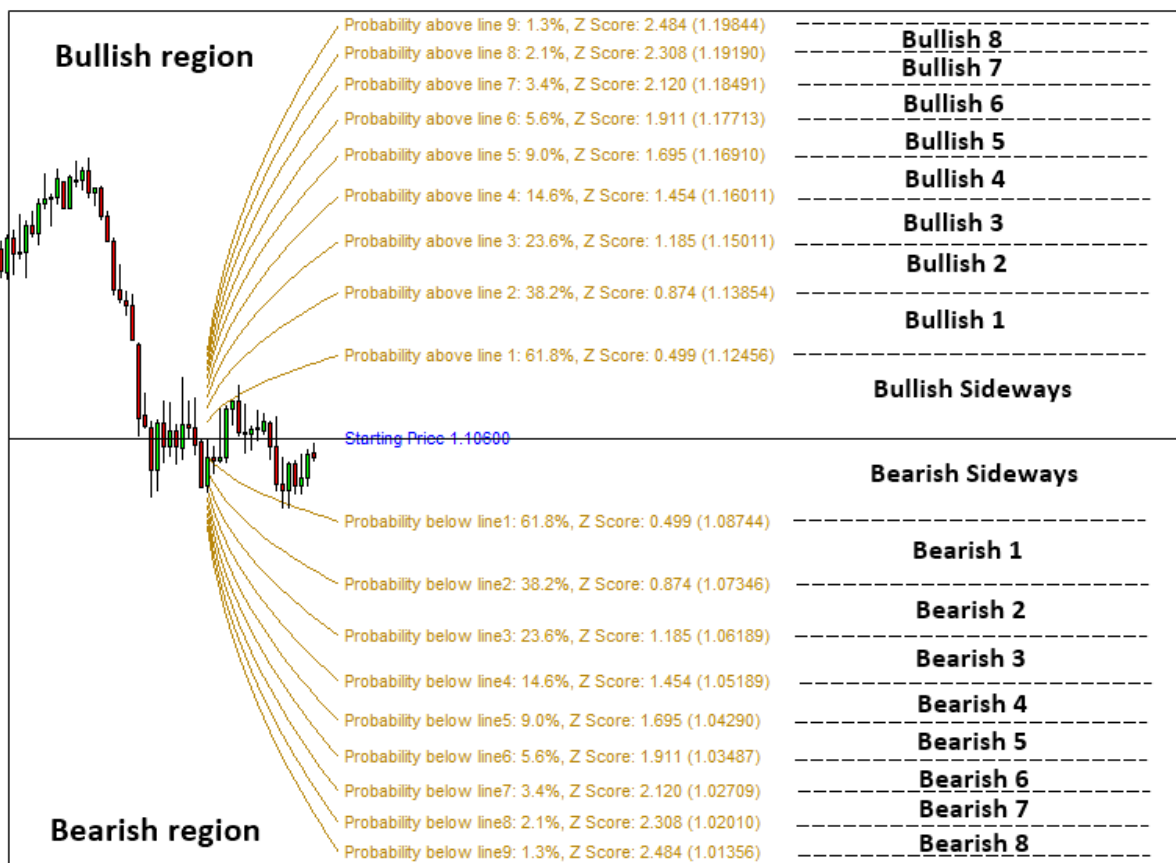 Bullish region
Probability above line 9: 1.3%, Z Score: 2.484 (1.19844)
Bullish 8
Probability above line 8: 2.1%, Z Score: 2.308 (1.19190)
Bullish 7
Probability above line 7: 3.4%, Z Score: 2.120 (1.18491)
Bullish 6
Probability above line 6: 5.6%, Z Score: 1.911 (1.17713)
Bullish 5
Probability above line 5: 9.0%, Z Score: 1.695 (1.16910)
Bullish 4
Probability above line 4: 14.6%, Z Score: 1.454 (1.16011)
Bullish 3
Probability above line 3: 23.6%, Z Score: 1.185 (1.15011)
Bullish 2
Probability above line 2: 38.2%, Z Score: 0.874 (1.13854)
Bullish 1
Probability above line 1: 61.8%, Z Score: 0.499 (1.12456)
Bullish Sideways
Starting Price 1.10600
Bearish Sideways
Probability below line1: 61.8%, Z Score: 0.499 (1.08744)
Bearish 1
Probability below line2: 38.2%, Z Score: 0.874 (1.07346)
Bearish 2
Probability below line3: 23.6%, Z Score: 1.185 (1.06189)
Bearish 3
Probability below line4: 14.6%, Z Score: 1.454 (1.05189)
Bearish 4
Probability below line5: 9.0%, Z Score: 1.695 (1.04290)
Bearish 5
Probability below line6: 5.6%, Z Score: 1.911 (1.03487)
Bearish 6
Probability below line7: 3.4%, Z Score: 2.120 (1.02709)
Bearish 7
Probability below line8: 2.1%, Z Score: 2.308 (1.02010)
Bearish region
Bearish 8
Probability below line9: 1.3%, Z Score: 2.484 (1.01356)